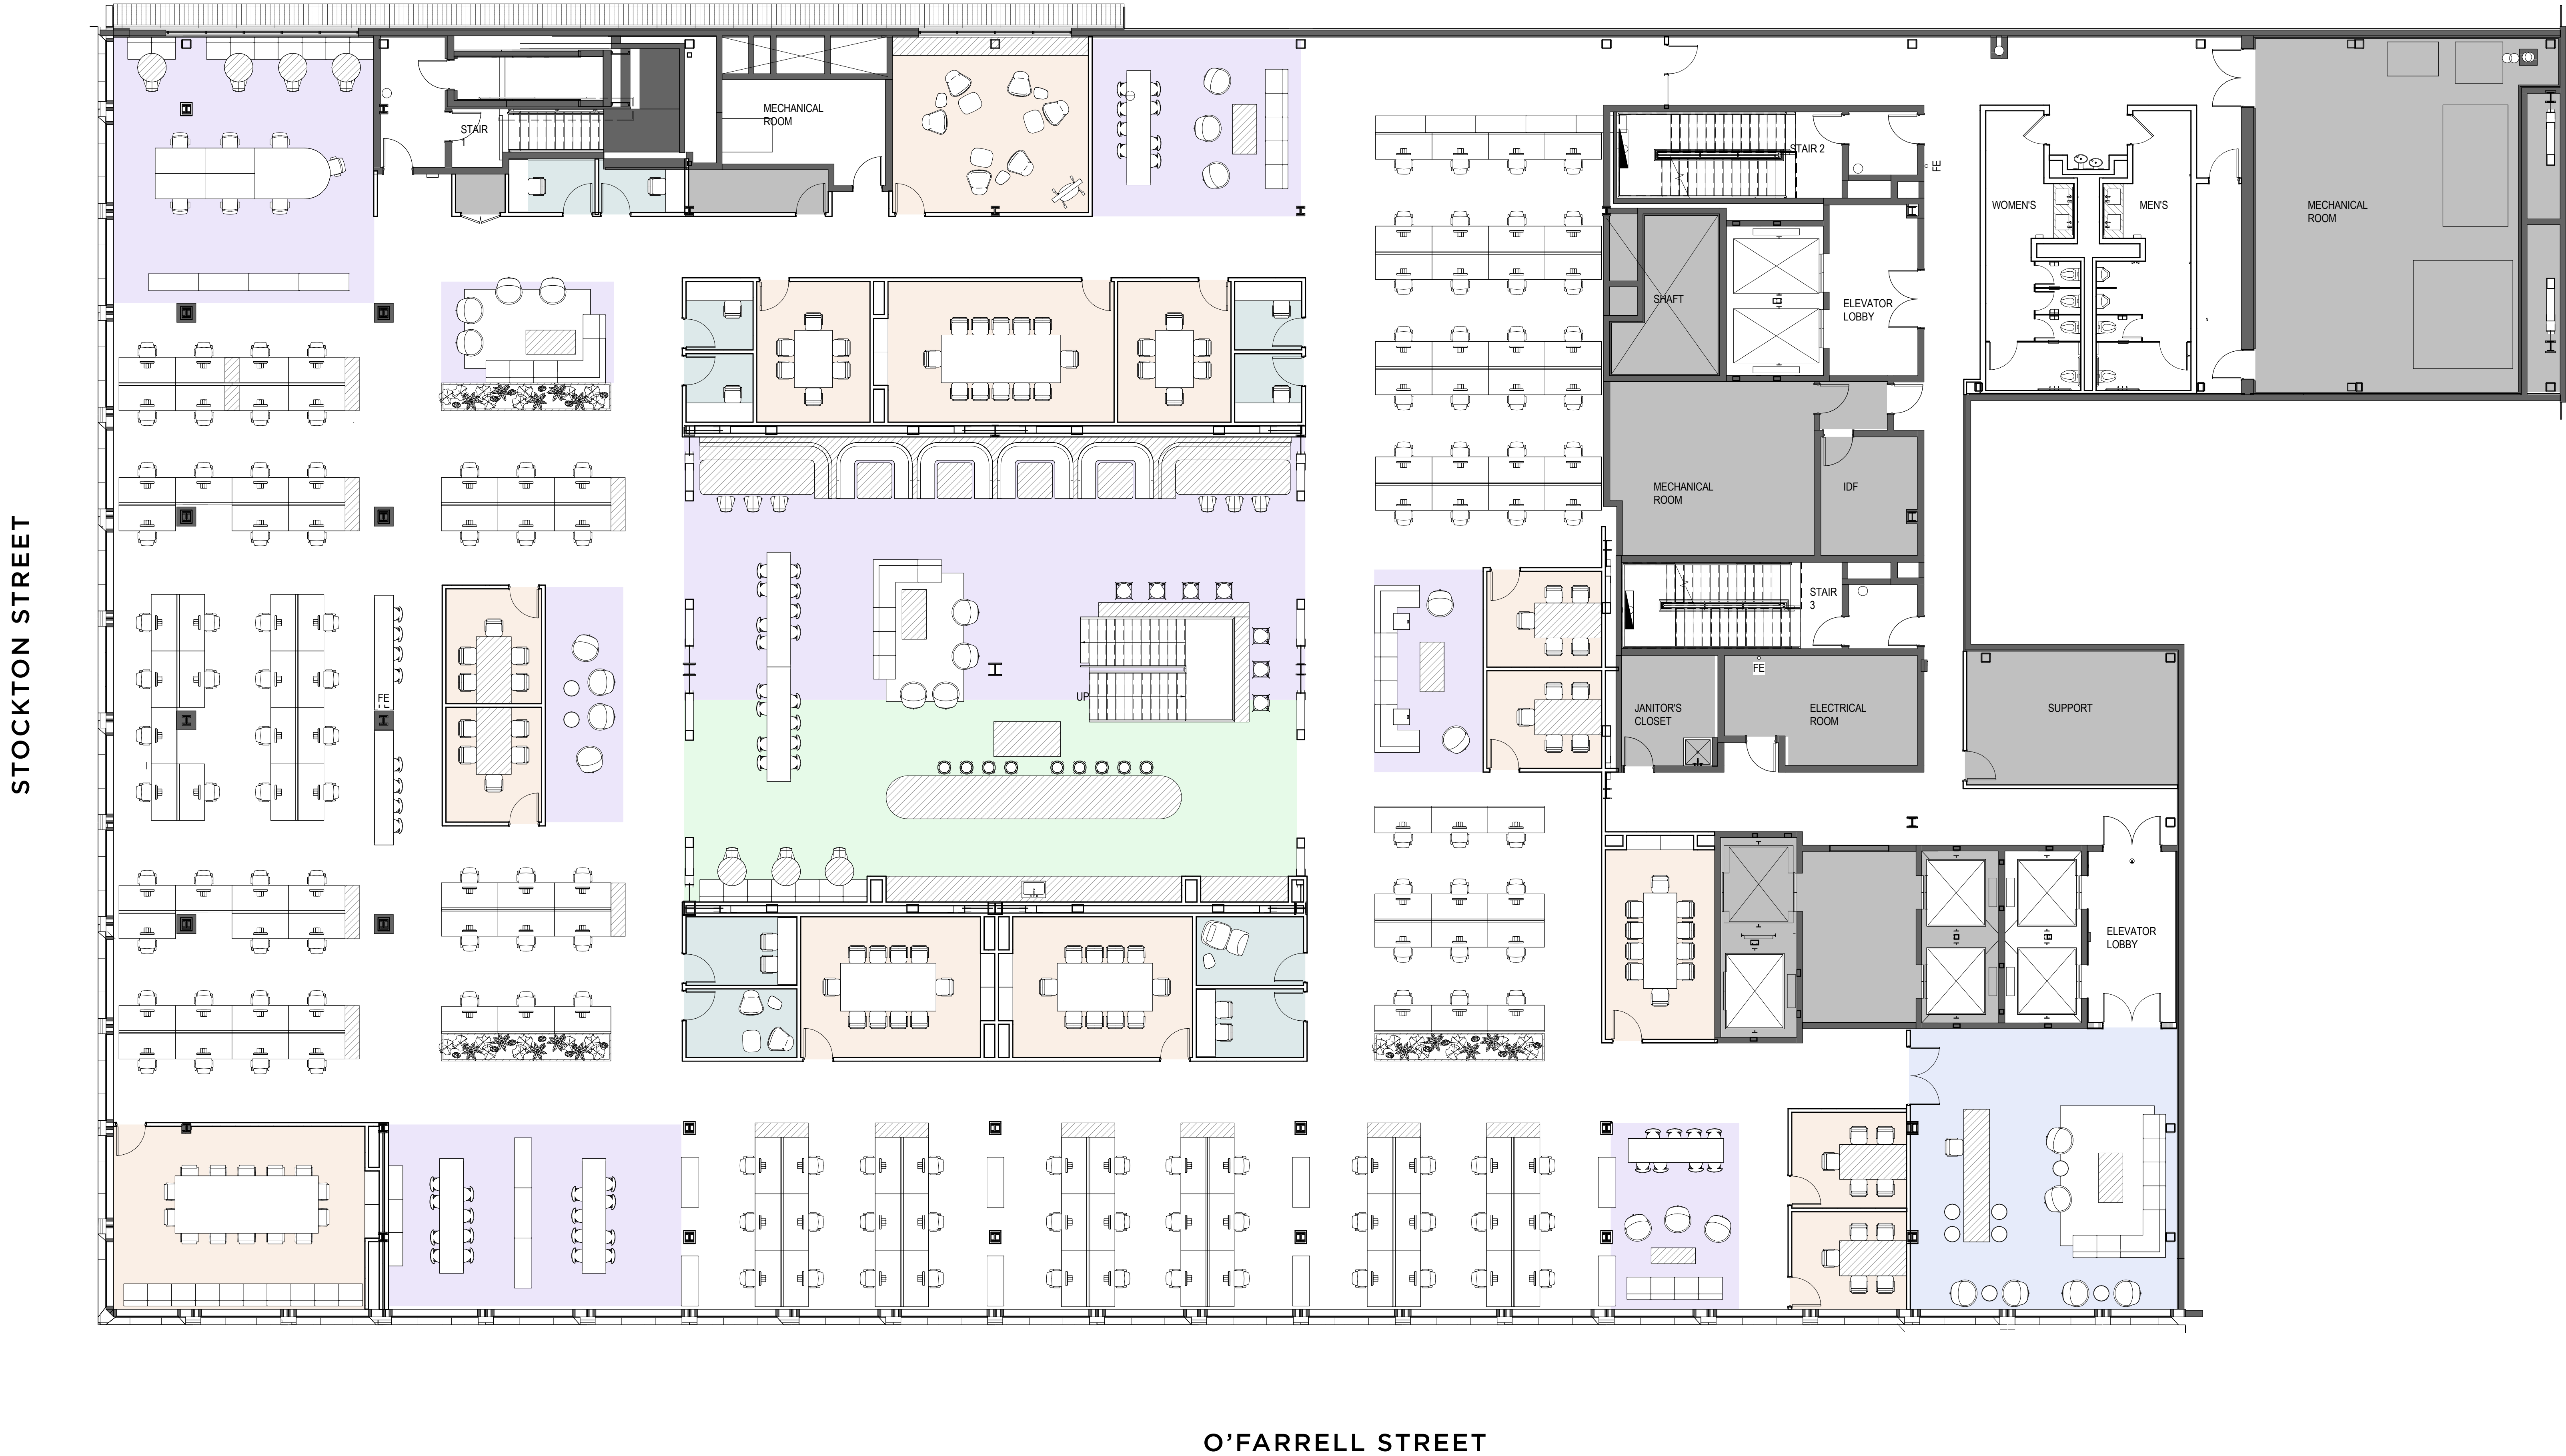 MECHANICAL
ROOM
STAIR
1
STAIR 2
FE
WOMEN'S
MEN'S
MECHANICAL
ROOM
SHAFT
ELEVATOR
LOBBY
MECHANICAL
ROOM
IDF
STAIR
3
FE
UP
FE
JANITOR'S
CLOSET
ELECTRICAL
ROOM
SUPPORT
ELEVATOR
LOBBY
STOCKTON STREET
O'FARRELL STREET